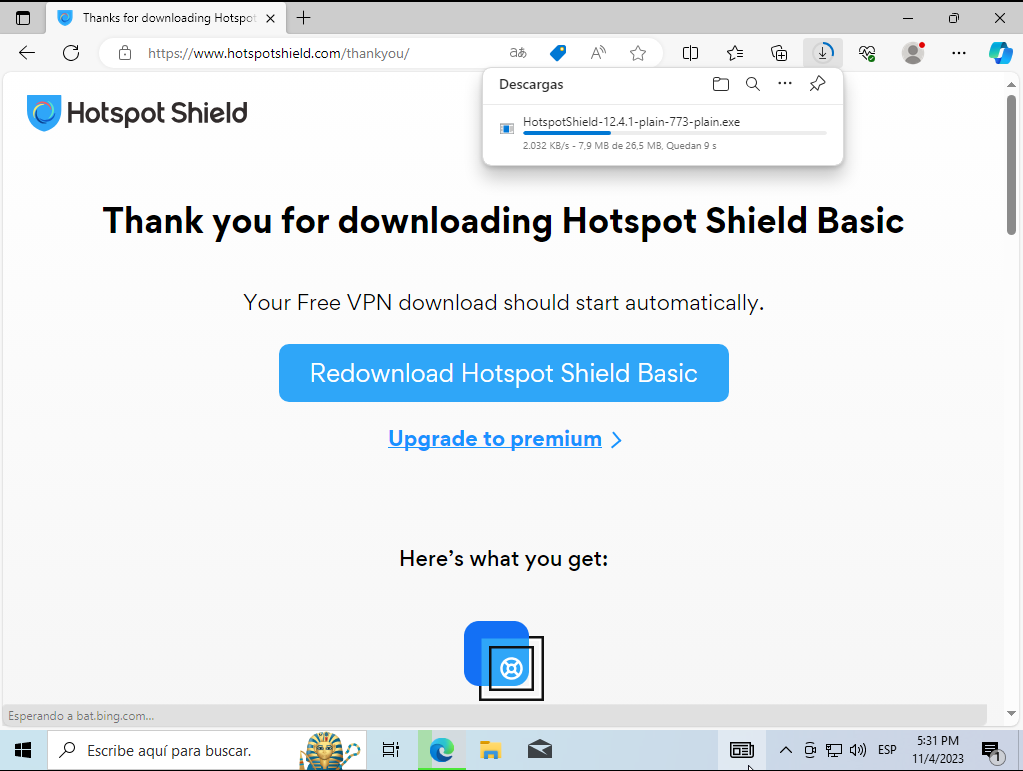 Thanks for downloading Hotspot
https://www.hotspotshield.com/thankyou/
aあ
Descargas
HotspotShield-12.4.1-plain-773-plain.exe
2.032 KB/s - 7,9 MB de 26,5 MB, Quedan 9 s
Hotspot Shield
Thank you for downloading Hotspot Shield Basic
Your Free VPN download should start automatically.
Redownload Hotspot Shield Basic
Upgrade to premium
Here's what you get:
Esperando a bat.bing.com...
Escribe aquí para buscar.
ESP
5:31 PM
11/4/2023
1